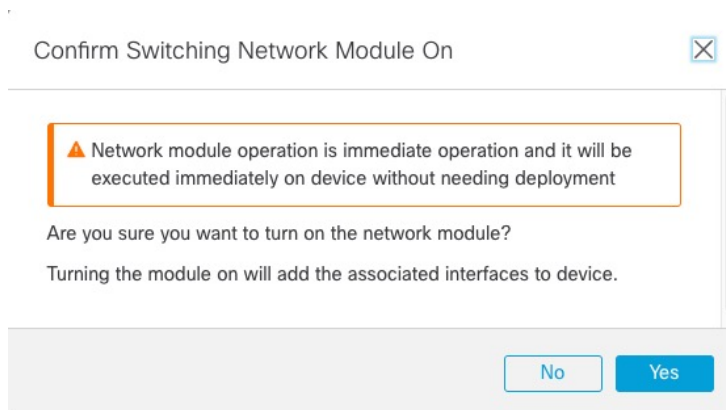 Confirm Switching Network Module On
Network module operation is immediate operation and it will be
executed immediately on device without needing deployment
Are you sure you want to turn on the network module?
Turning the module on will add the associated interfaces to device.
No
Yes